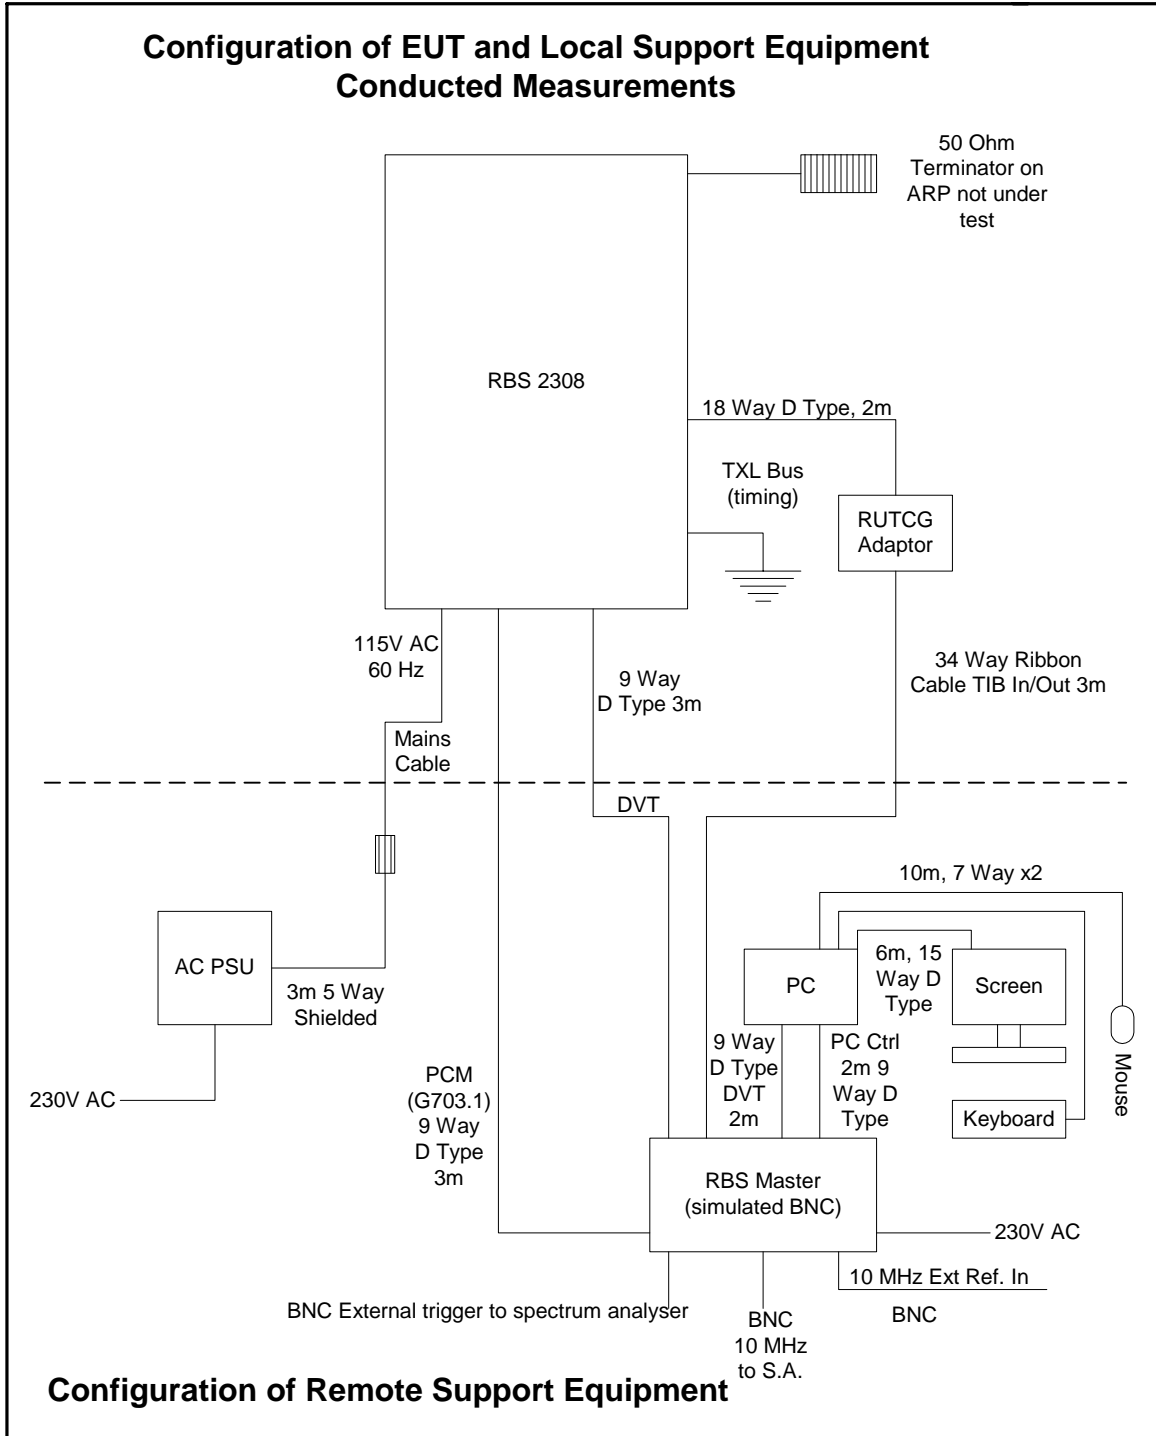 Configuration of EUT and Local Support Equipment
Conducted Measurements
50 Ohm
Terminator on
ARP not under
test
RBS 2308
18 Way D Type, 2m
TXL Bus
(timing)
RUTCG
Adaptor
115V AC
60 Hz
9 Way
D Type 3m
34 Way Ribbon
Cable TIB In/Out 3m
Mains
Cable
DVT
10m, 7 Way x2
AC PSU
3m 5 Way
Shielded
230V AC
PC
6m, 15
Way D
Type
Screen
Mouse
Keyboard
PCM
(G703.1)
9 Way
D Type
3m
9 Way
D Type
DVT
2m
PC Ctrl
2m 9
Way D
Type
RBS Master
(simulated BNC)
230V AC
10 MHz Ext Ref. In
BNC
BNC External trigger to spectrum analyser
BNC
10 MHz
to S.A.
Configuration of Remote Support Equipment